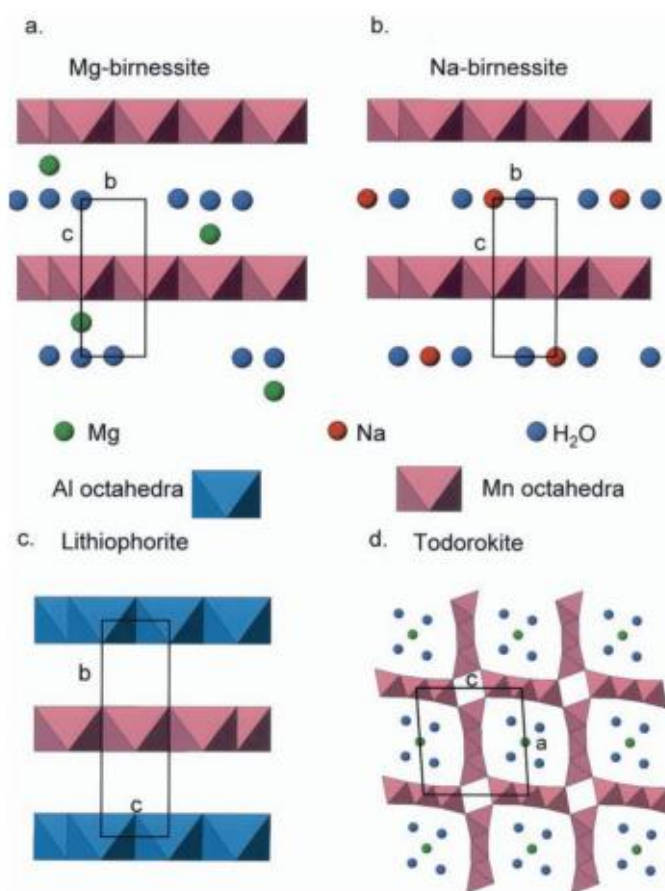 a.
Mg-birnessite
b
c
b.
Na-birnessite
b
c
Mg
Na
H₂O
Al octahedra
Mn octahedra
c.
Lithiophorite
b
c
d.
Todorokite
c
a